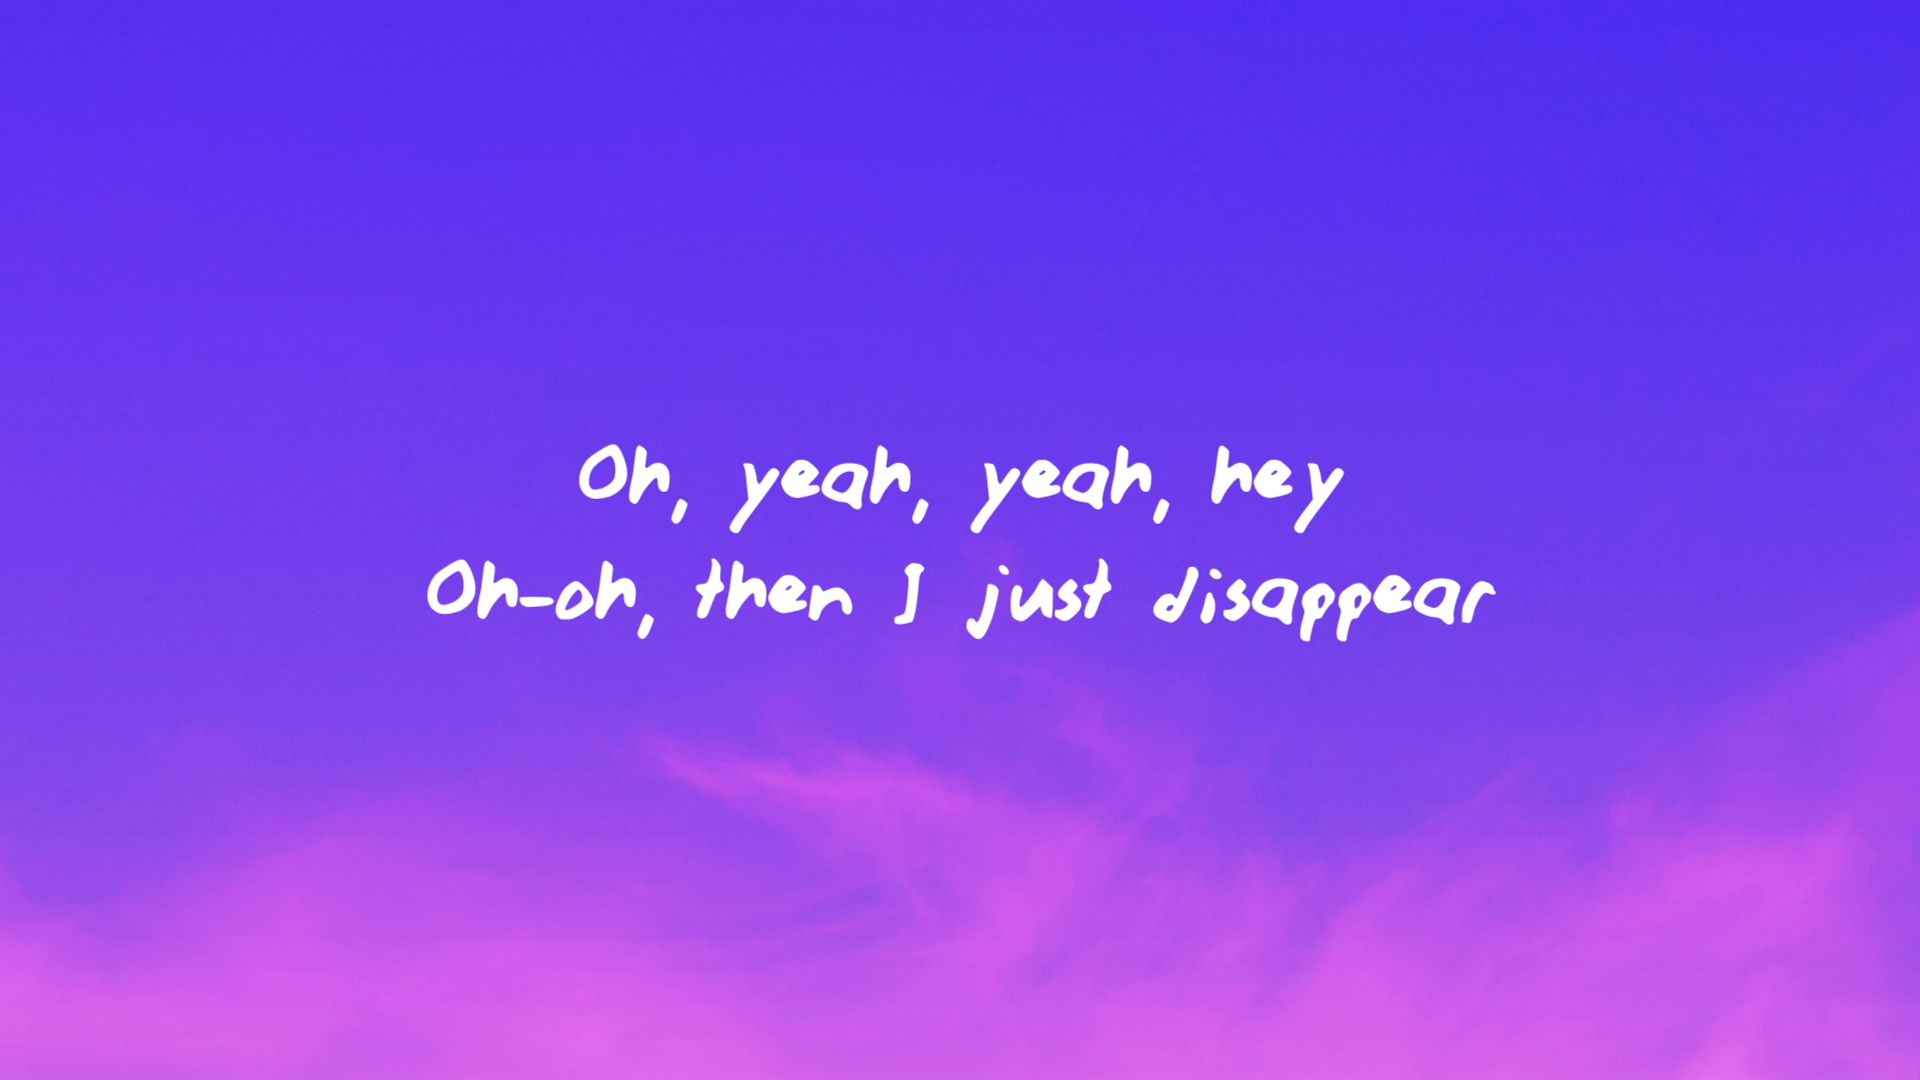 Oh, yeah, yeah, hey
Oh-oh, then I just disappear